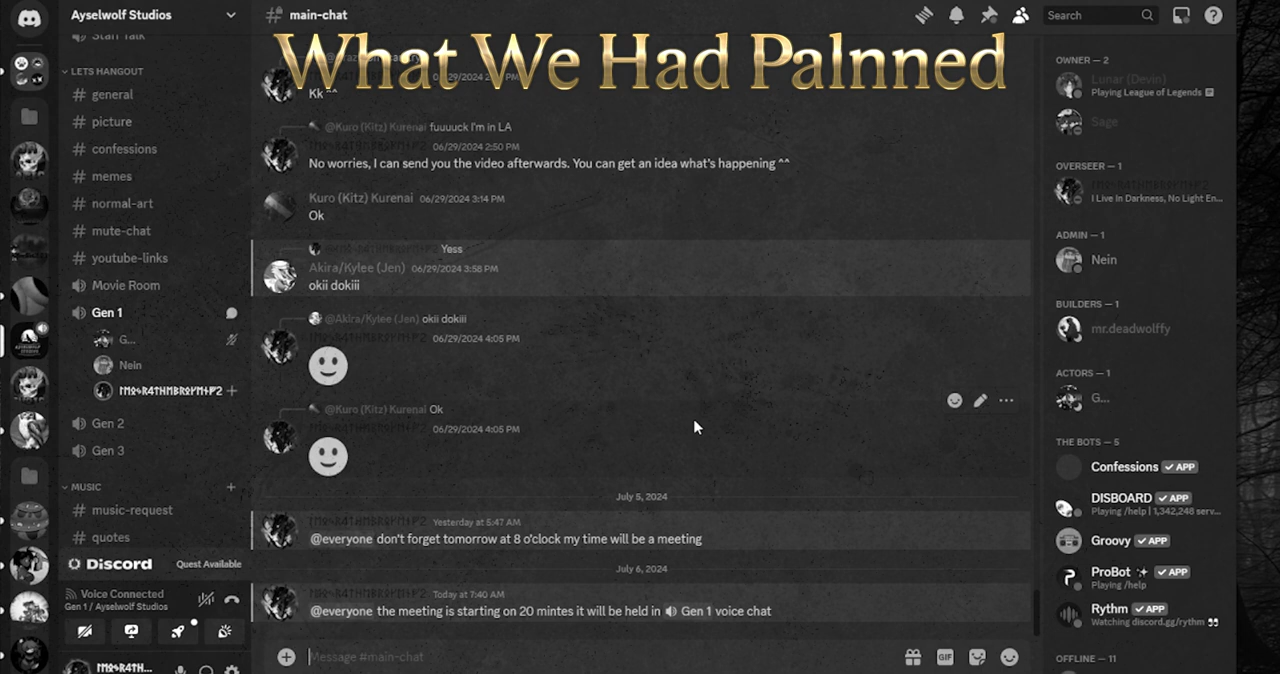 Ayselwolf Studios
main-chat
Search
What We Had Palnned
Staff Talk
LETS HANGOUT
general
picture
confessions
memes
normal-art
mute-chat
youtube-links
Movie Room
Gen 1
G...
Nein
Gen 2
Gen 3
MUSIC
music-request
quotes
Discord
Quest Available
Voice Connected
Gen 1 / Ayselwolf Studios
06/29/2024
PM
Kk ^^
@Kuro (Kitz) Kurenai fuuuuck I'm in LA
06/29/2024 2:50 PM
No worries, I can send you the video afterwards. You can get an idea what's happening ^^
Kuro (Kitz) Kurenai 06/29/2024 3:14 PM
Ok
Yess
Akira/Kylee (Jen) 06/29/2024 3:58 PM
okii dokiii
@Akira/Kylee (Jen) okii dokiii
06/29/2024 4:05 PM
@Kuro (Kitz) Kurenai Ok
06/29/2024 4:05 PM
July 5, 2024
Yesterday at 5:47 AM
@everyone don't forget tomorrow at 8 o'clock my time will be a meeting
July 6, 2024
Today at 7:40 AM
@everyone the meeting is starting on 20 mintes it will be held in Gen 1 voice chat
Message #main-chat
GIF
OWNER — 2
Lunar (Devin)
Playing League of Legends
Sage
OVERSEER — 1
I Live In Darkness, No Light En...
ADMIN — 1
Nein
BUILDERS — 1
mr.deadwolffy
ACTORS — 1
G...
THE BOTS — 5
Confessions ✓ APP
DISBOARD ✓ APP
Playing /help | 1,342,248 serv...
Groovy ✓ APP
ProBot ✓ APP
Playing /help
Rythm ✓ APP
Watching discord.gg/rythm
OFFLINE — 11